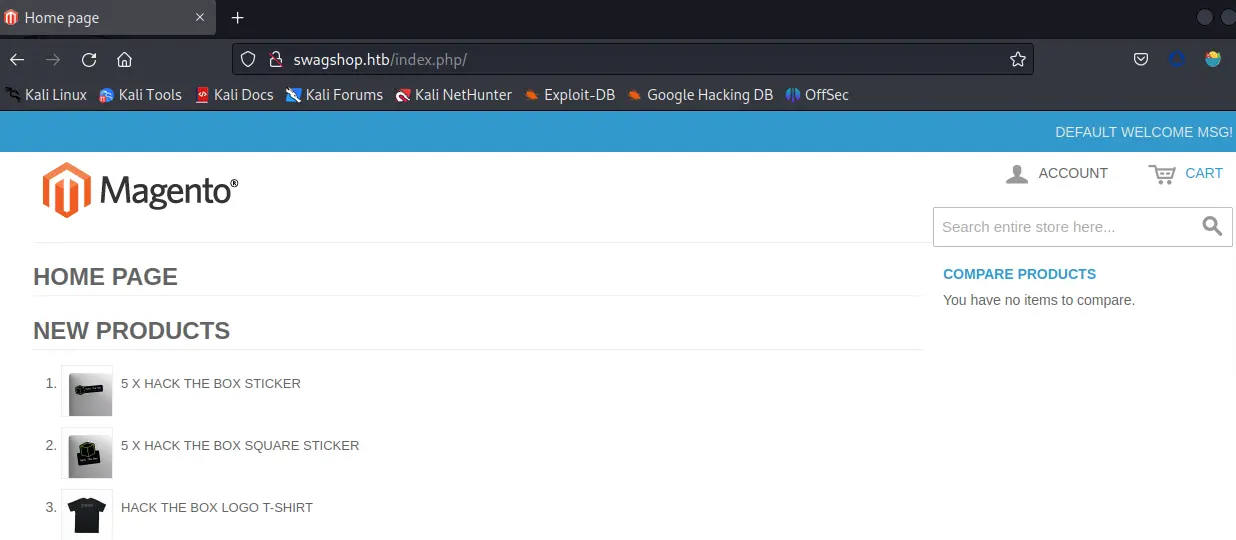 Home page
swagshop.htb/index.php/
Kali Linux Kali Tools Kali Docs Kali Forums Kali NetHunter Exploit-DB Google Hacking DB OffSec
DEFAULT WELCOME MSG!
Magento®
ACCOUNT CART
Search entire store here...
HOME PAGE
COMPARE PRODUCTS
You have no items to compare.
NEW PRODUCTS
1. 5 X HACK THE BOX STICKER
2. 5 X HACK THE BOX SQUARE STICKER
3. HACK THE BOX LOGO T-SHIRT